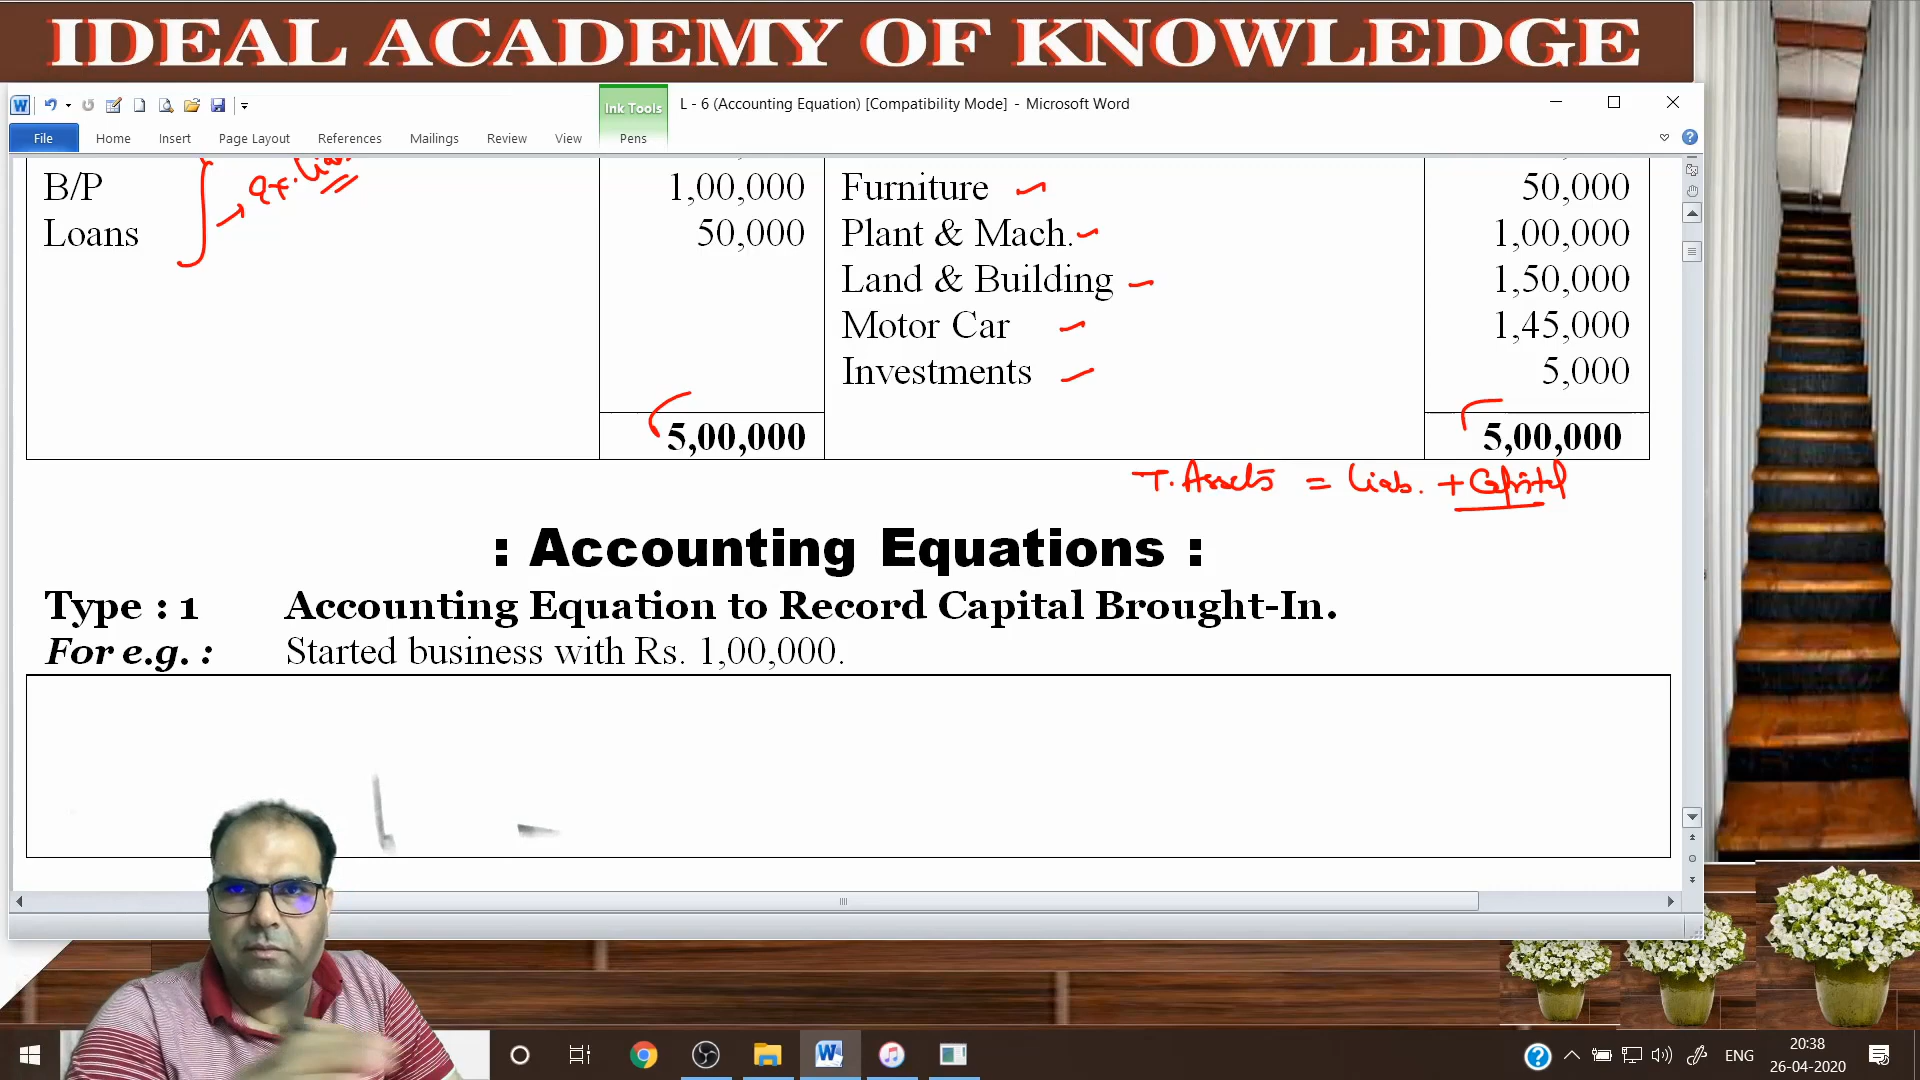 IDEAL ACADEMY OF KNOWLEDGE
Ink Tools
L - 6 (Accounting Equation) [Compatibility Mode] - Microsoft Word
File Home Insert Page Layout References Mailings Review View Pens
B/P 1,00,000 Furniture 50,000
Loans 50,000 Plant & Mach. 1,00,000
Land & Building 1,50,000
Motor Car 1,45,000
Investments 5,000
5,00,000 5,00,000
T. Assets = Liab. + Capital
: Accounting Equations :
Type : 1 Accounting Equation to Record Capital Brought-In.
For e.g. : Started business with Rs. 1,00,000.
ENG
20:38
26-04-2020